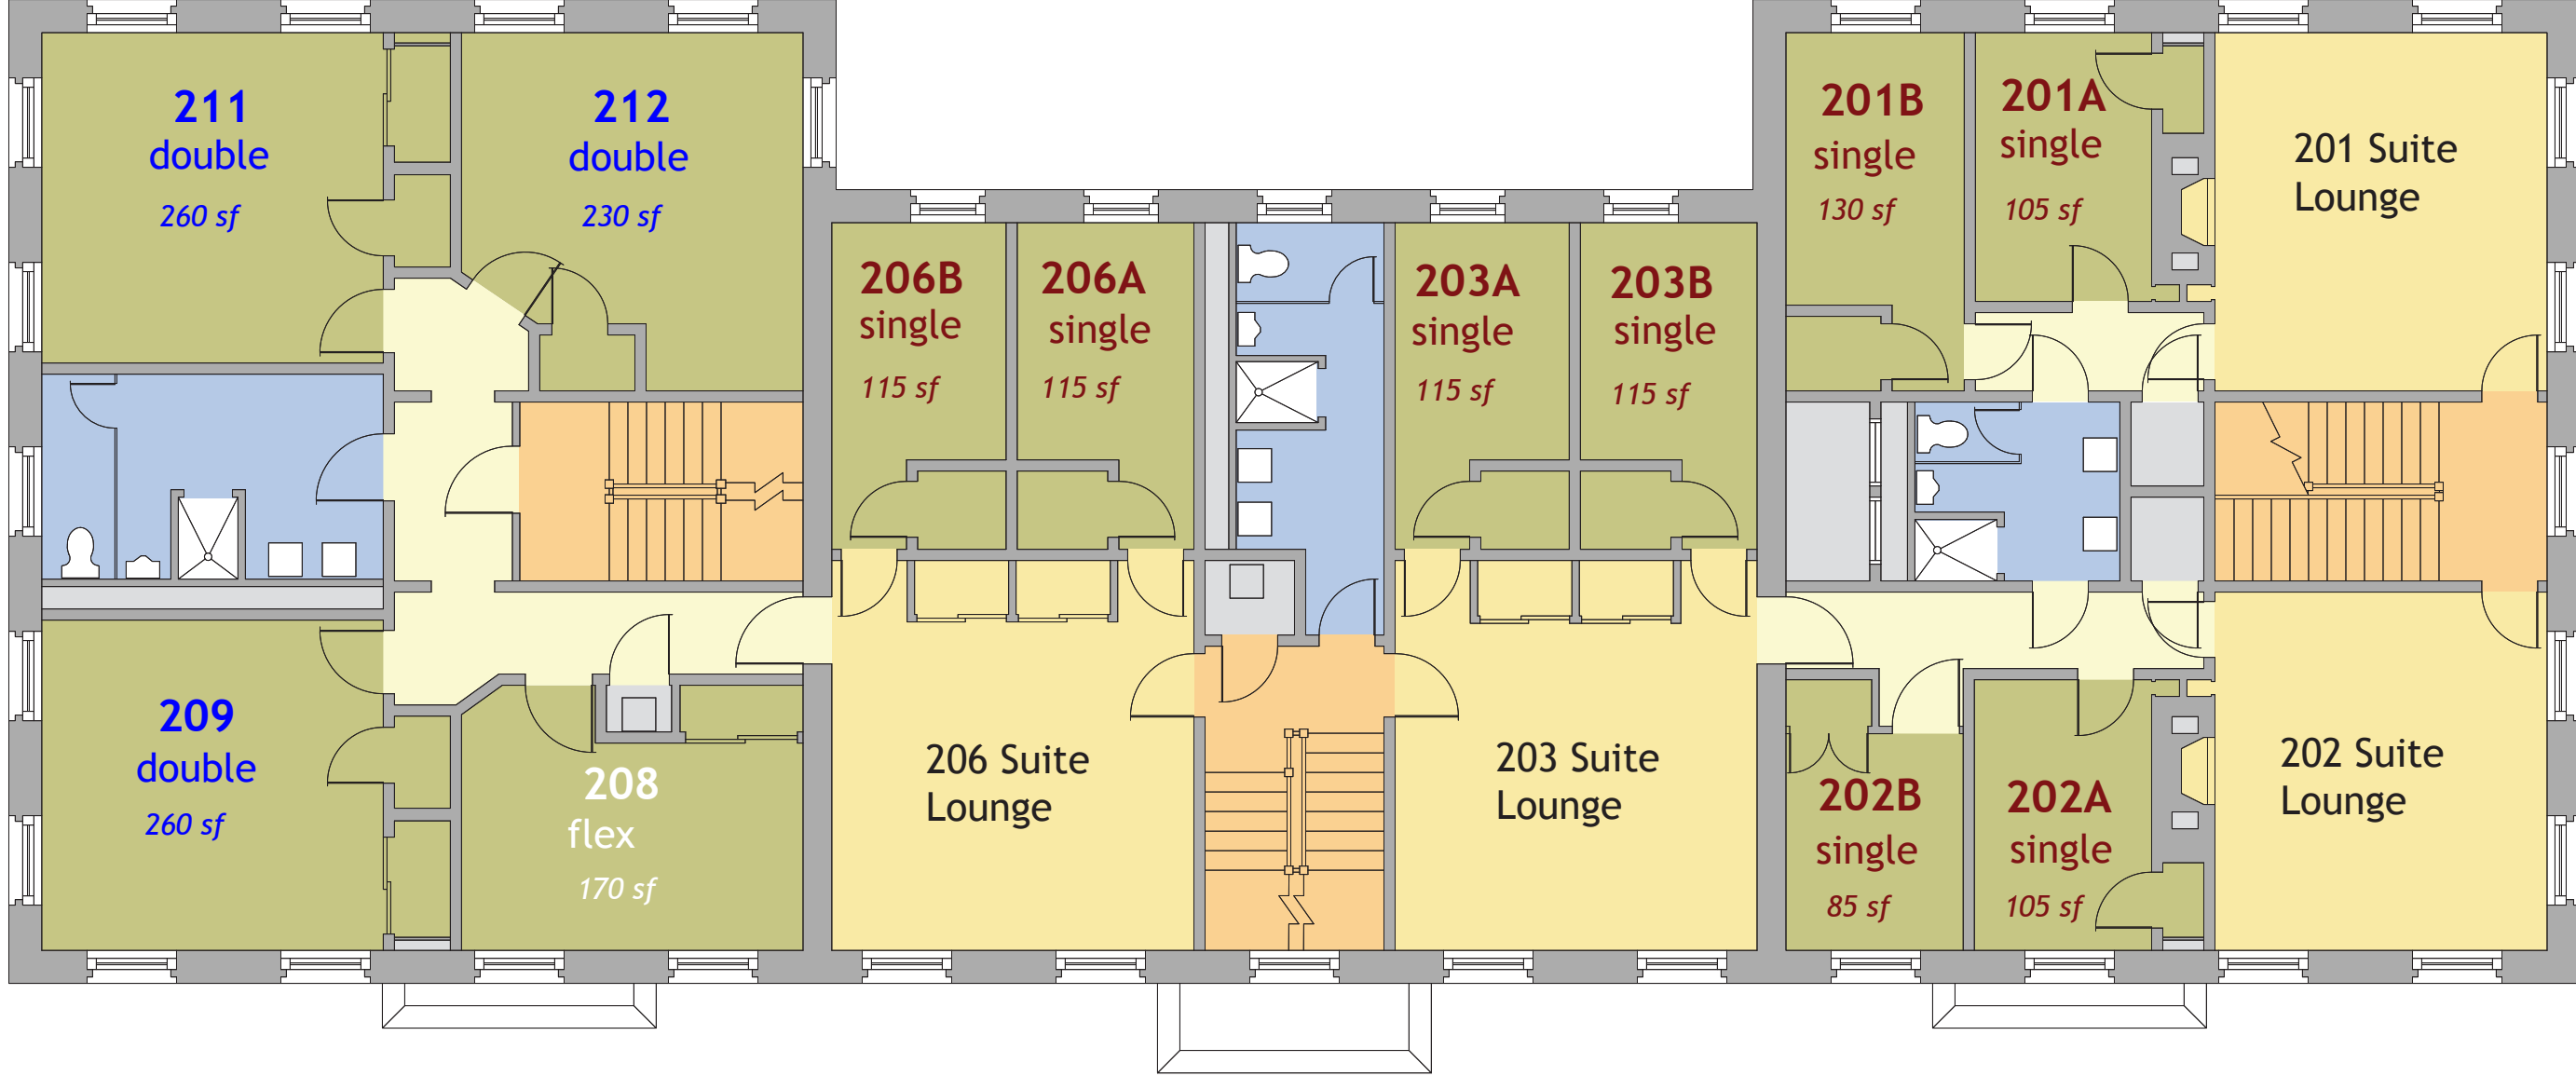 211
double
260 sf
212
double
230 sf
206B
single
115 sf
206A
single
115 sf
203A
single
115 sf
203B
single
115 sf
201B
single
130 sf
201A
single
105 sf
201 Suite
Lounge
209
double
260 sf
208
flex
170 sf
206 Suite
Lounge
203 Suite
Lounge
202B
single
85 sf
202A
single
105 sf
202 Suite
Lounge